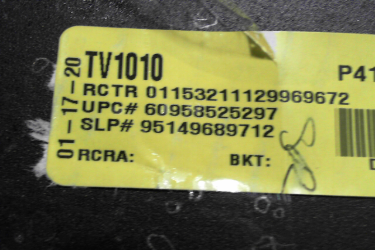 01-17-20
TV1010
P41
RCTR 01153211129969672
UPC# 60958525297
SLP# 95149689712
RCRA: BKT: